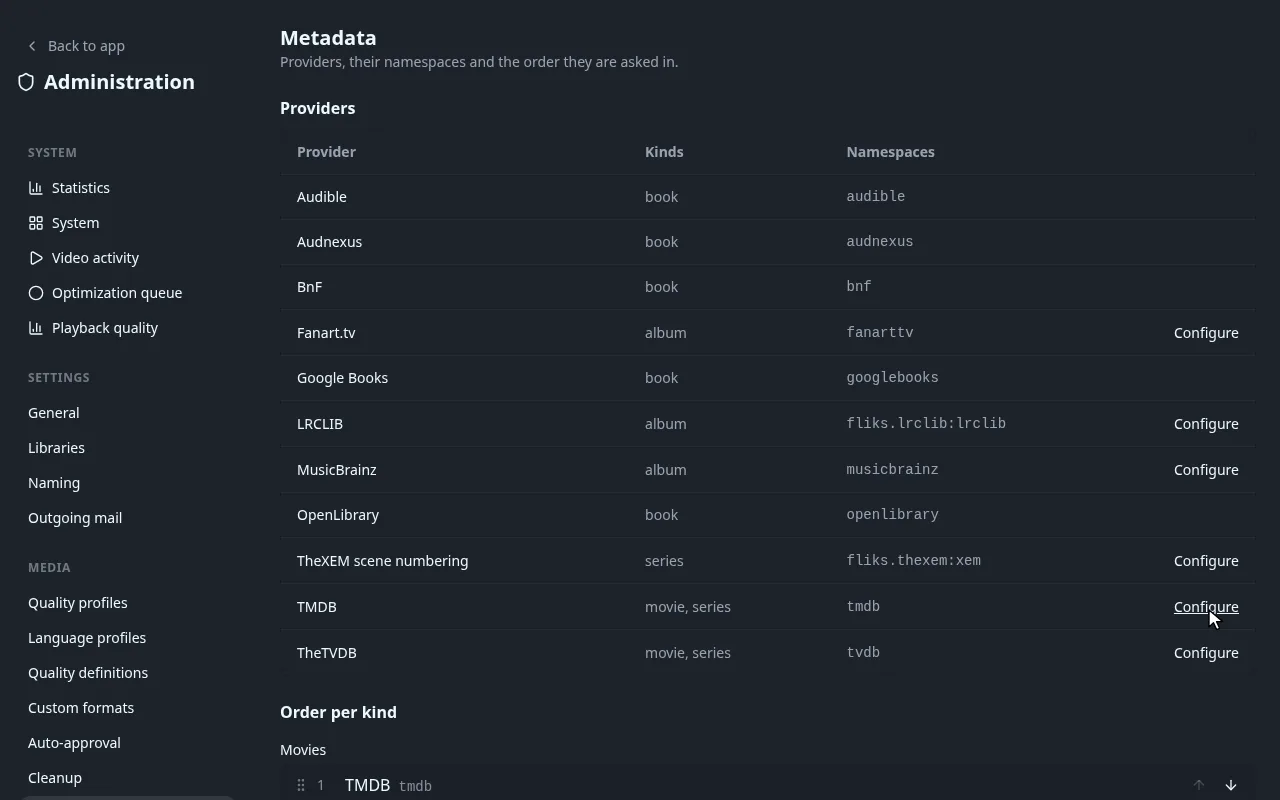 Back to app
Administration
SYSTEM
Statistics
System
Video activity
Optimization queue
Playback quality
SETTINGS
General
Libraries
Naming
Outgoing mail
MEDIA
Quality profiles
Language profiles
Quality definitions
Custom formats
Auto-approval
Cleanup
Metadata
Providers, their namespaces and the order they are asked in.
Providers
Provider Kinds Namespaces
Audible book audible
Audnexus book audnexus
BnF book bnf
Fanart.tv album fanarttv Configure
Google Books book googlebooks
LRCLIB album fliks.lrclib:lrclib Configure
MusicBrainz album musicbrainz Configure
OpenLibrary book openlibrary
TheXEM scene numbering series fliks.thexem:xem Configure
TMDB movie, series tmdb Configure
TheTVDB movie, series tvdb Configure
Order per kind
Movies
1 TMDB tmdb